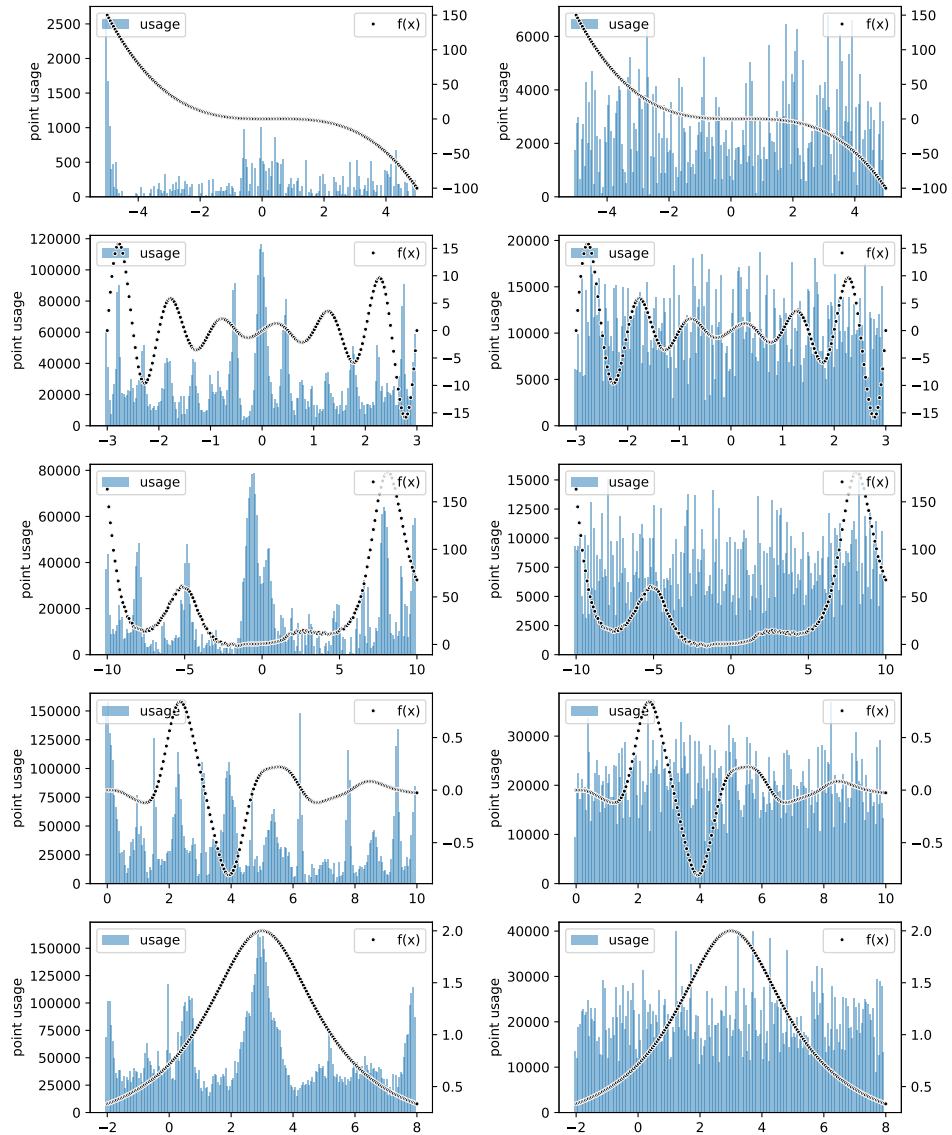 usage f(x) usage f(x)
2500 2000 1500 1000 500 0
point usage
150 100 50 0 −50 −100
−4 −2 0 2 4
6000 4000 2000 0
point usage
150 100 50 0 −50 −100
−4 −2 0 2 4
usage f(x) usage f(x)
120000 100000 80000 60000 40000 20000 0
point usage
15 10 5 0 −5 −10 −15
−3 −2 −1 0 1 2 3
20000 15000 10000 5000 0
point usage
15 10 5 0 −5 −10 −15
−3 −2 −1 0 1 2 3
usage f(x) usage f(x)
80000 60000 40000 20000 0
point usage
150 100 50 0
−10 −5 0 5 10
15000 12500 10000 7500 5000 2500 0
point usage
150 100 50 0
−10 −5 0 5 10
usage f(x) usage f(x)
150000 125000 100000 75000 50000 25000 0
point usage
0.5 0.0 −0.5
0 2 4 6 8 10
30000 20000 10000 0
point usage
0.5 0.0 −0.5
0 2 4 6 8 10
usage f(x) usage f(x)
150000 125000 100000 75000 50000 25000 0
point usage
2.0 1.5 1.0 0.5
−2 0 2 4 6 8
40000 30000 20000 10000 0
point usage
2.0 1.5 1.0 0.5
−2 0 2 4 6 8